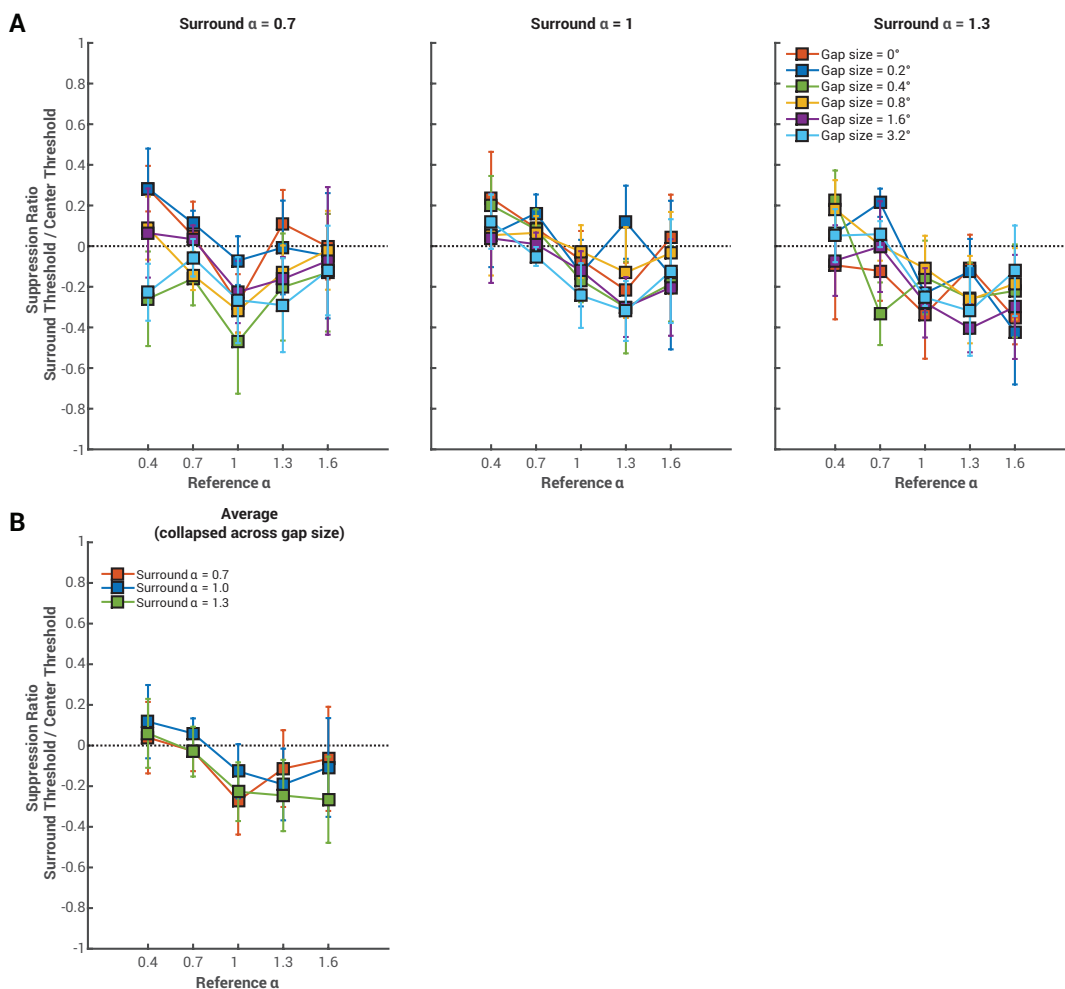 A
Surround α = 0.7
Surround α = 1
Surround α = 1.3
Suppression Ratio
Surround Threshold / Center Threshold
1
0.8
0.6
0.4
0.2
0
-0.2
-0.4
-0.6
-0.8
-1
Gap size = 0°
Gap size = 0.2°
Gap size = 0.4°
Gap size = 0.8°
Gap size = 1.6°
Gap size = 3.2°
0.4 0.7 1 1.3 1.6
0.4 0.7 1 1.3 1.6
0.4 0.7 1 1.3 1.6
Reference α
Reference α
Reference α
B
Average
(collapsed across gap size)
Suppression Ratio
Surround Threshold / Center Threshold
1
0.8
0.6
0.4
0.2
0
-0.2
-0.4
-0.6
-0.8
-1
Surround α = 0.7
Surround α = 1.0
Surround α = 1.3
0.4 0.7 1 1.3 1.6
Reference α